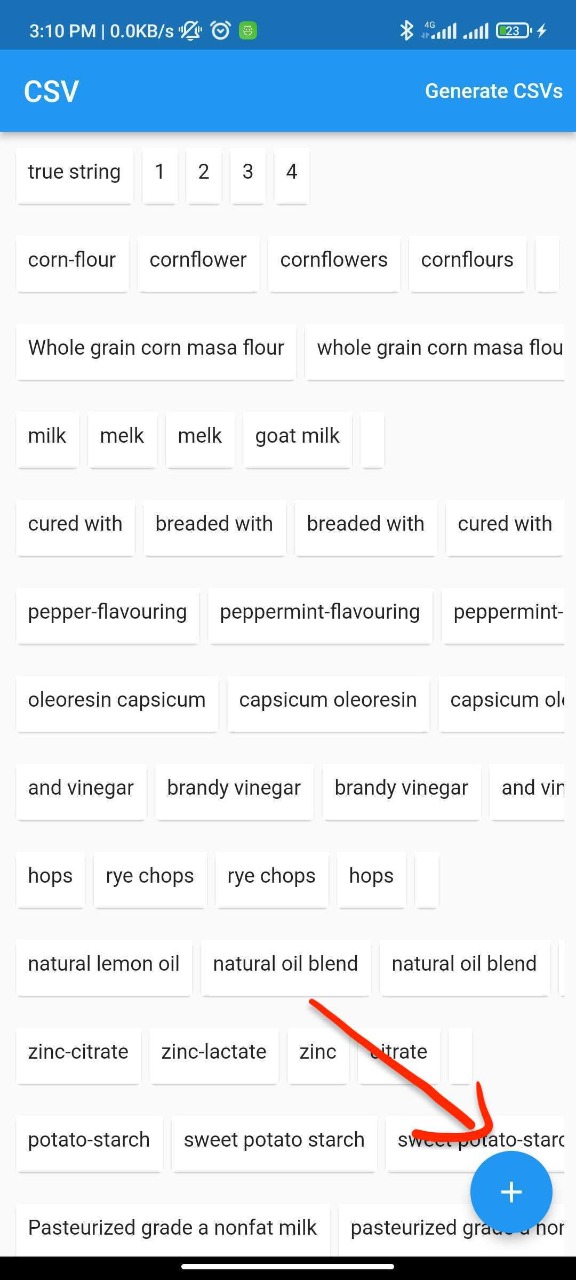 3:10 PM | 0.0KB/s 4G 23
CSV Generate CSVs
true string 1 2 3 4
corn-flour cornflower cornflowers cornflours
Whole grain corn masa flour whole grain corn masa flou
milk melk melk goat milk
cured with breaded with breaded with cured with
pepper-flavouring peppermint-flavouring peppermint-
oleoresin capsicum capsicum oleoresin capsicum ole
and vinegar brandy vinegar brandy vinegar and vin
hops rye chops rye chops hops
natural lemon oil natural oil blend natural oil blend
zinc-citrate zinc-lactate zinc citrate
potato-starch sweet potato starch sweet potato-starc
Pasteurized grade a nonfat milk pasteurized grade a non
+